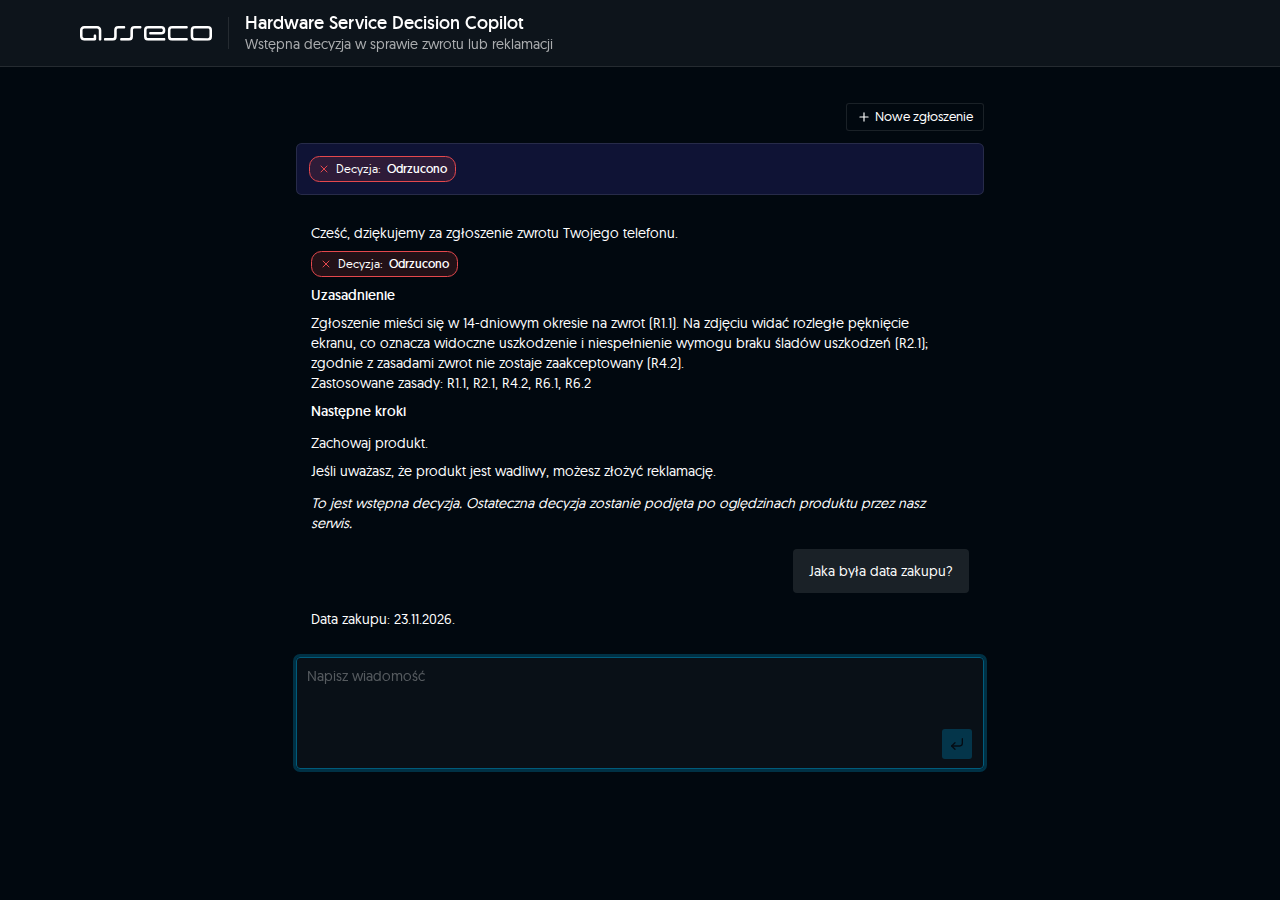 asseco
Hardware Service Decision Copilot
Wstępna decyzja w sprawie zwrotu lub reklamacji
Nowe zgłoszenie
Decyzja: Odrzucono
Cześć, dziękujemy za zgłoszenie zwrotu Twojego telefonu.
Decyzja: Odrzucono
Uzasadnienie
Zgłoszenie mieści się w 14-dniowym okresie na zwrot (R1.1). Na zdjęciu widać rozległe pęknięcie
ekranu, co oznacza widoczne uszkodzenie i niespełnienie wymogu braku śladów uszkodzeń (R2.1);
zgodnie z zasadami zwrot nie zostaje zaakceptowany (R4.2).
Zastosowane zasady: R1.1, R2.1, R4.2, R6.1, R6.2
Następne kroki
Zachowaj produkt.
Jeśli uważasz, że produkt jest wadliwy, możesz złożyć reklamację.
To jest wstępna decyzja. Ostateczna decyzja zostanie podjęta po oględzinach produktu przez nasz
serwis.
Jaka była data zakupu?
Data zakupu: 23.11.2026.
Napisz wiadomość